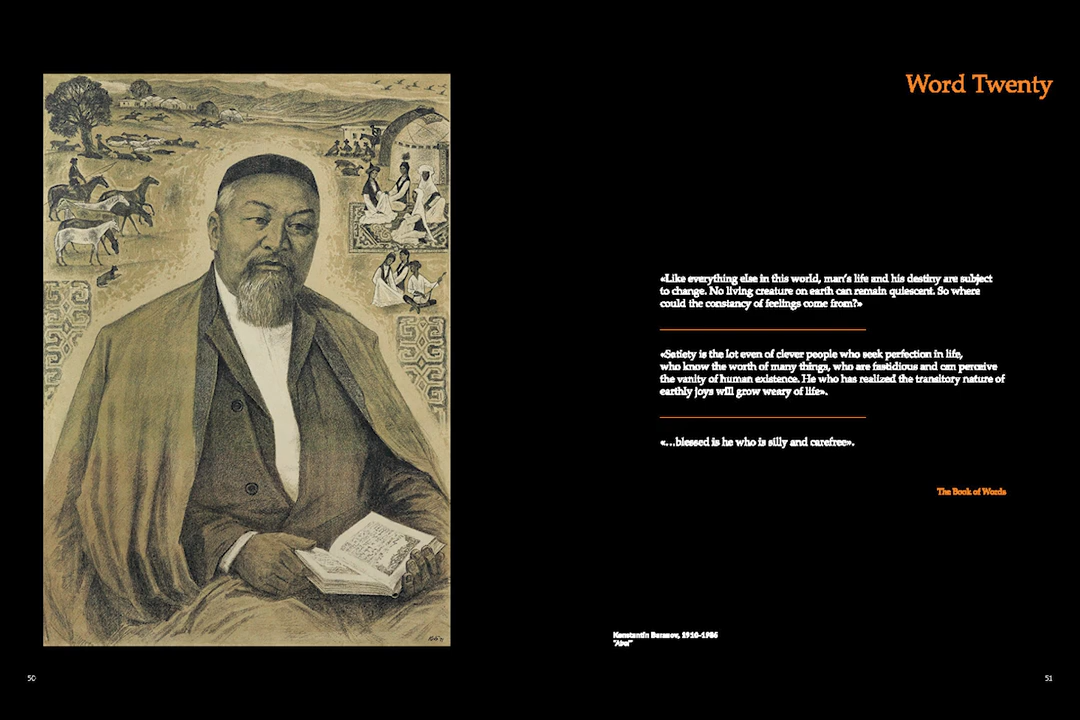 Word Twenty
«Like everything else in this world, man's life and his destiny are subject
to change. No living creature on earth can remain quiescent. So where
could the constancy of feelings come from?»
«Satiety is the lot even of clever people who seek perfection in life,
who know the worth of many things, who are fastidious and can perceive
the vanity of human existence. He who has realized the transitory nature of
earthly joys will grow weary of life».
«…blessed is he who is silly and carefree».
The Book of Words
Konstantin Baranov, 1910-1986
"Abai"
50
51